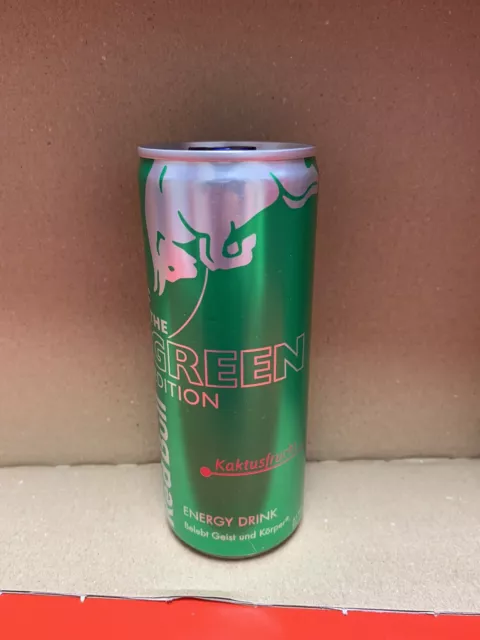 THE
GREEN
EDITION
Red Bull
Kaktusfrucht
ENERGY DRINK
Belebt Geist und Körper®